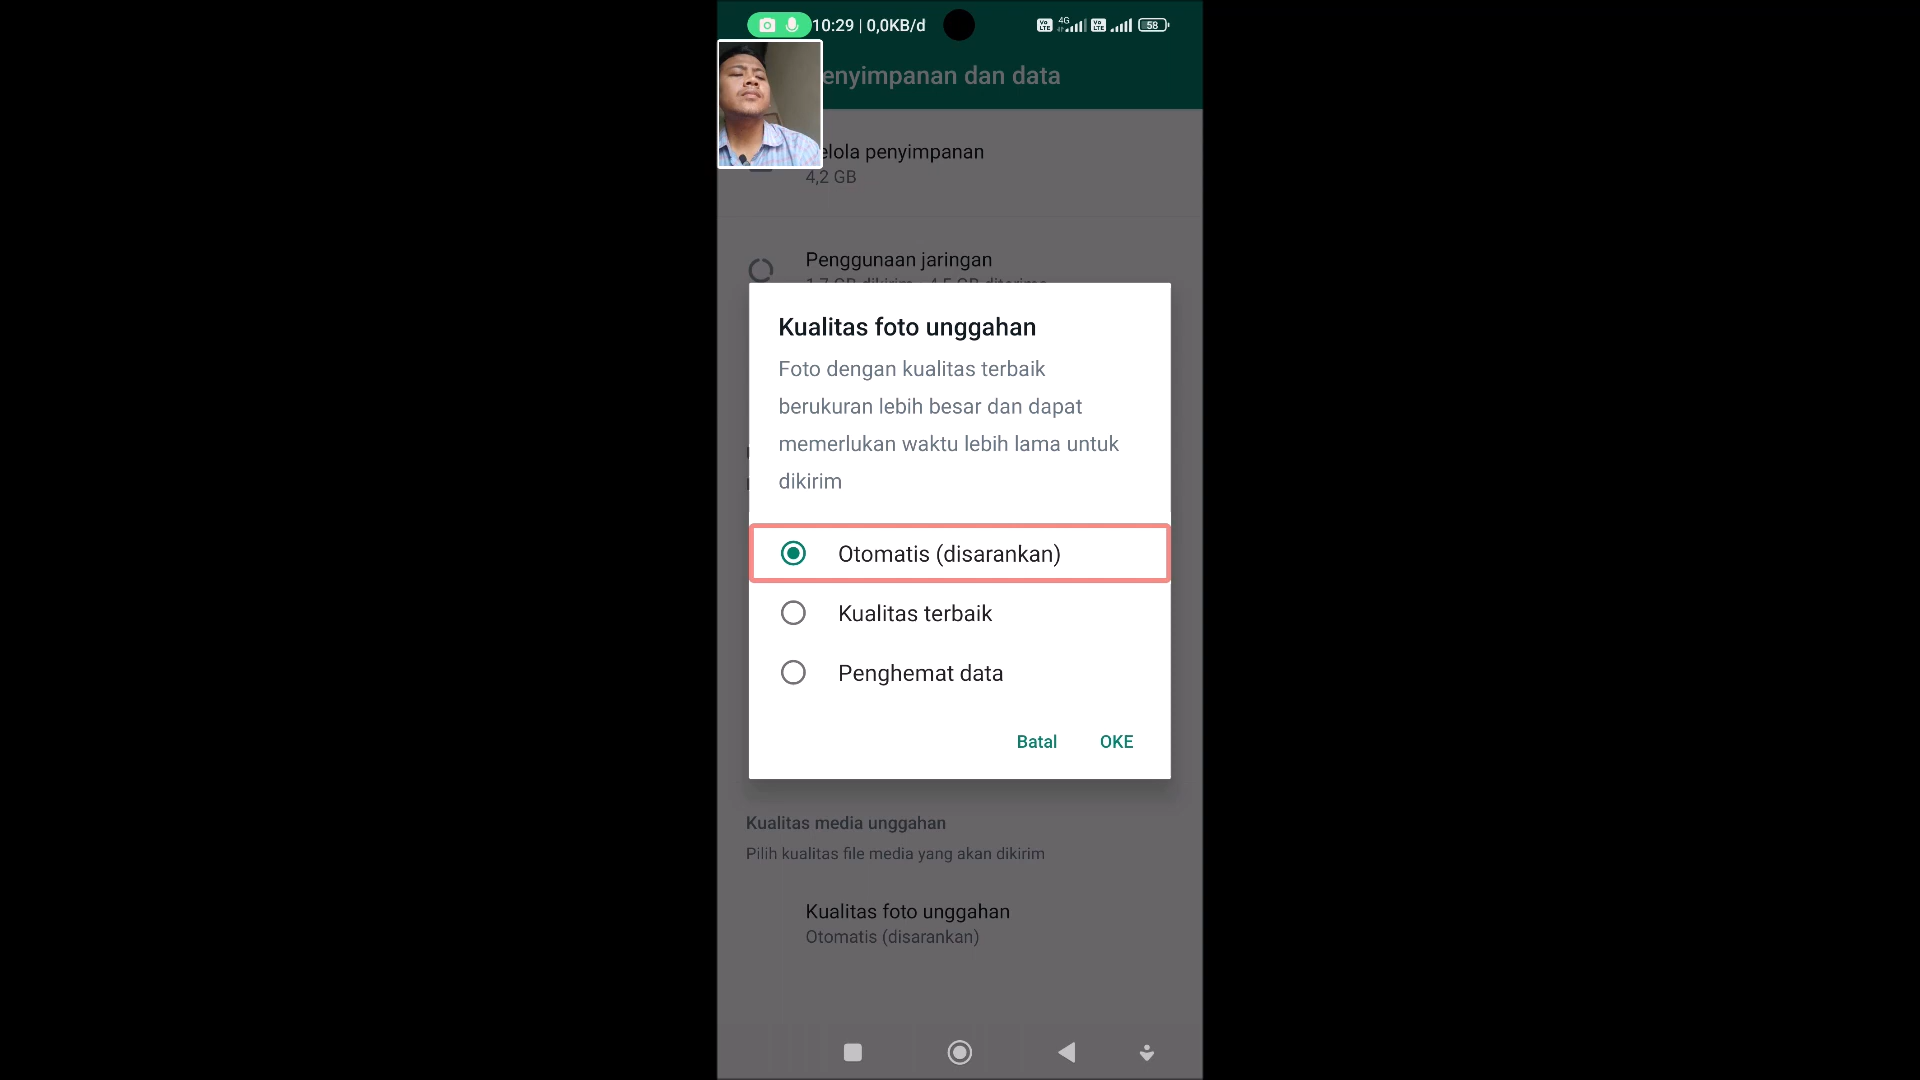 10:29 | 0,0KB/d
4G
58
enyimpanan dan data
elola penyimpanan
4,2 GB
Penggunaan jaringan
Kualitas foto unggahan
Foto dengan kualitas terbaik
berukuran lebih besar dan dapat
memerlukan waktu lebih lama untuk
dikirim
Otomatis (disarankan)
Kualitas terbaik
Penghemat data
Batal
OKE
Kualitas media unggahan
Pilih kualitas file media yang akan dikirim
Kualitas foto unggahan
Otomatis (disarankan)